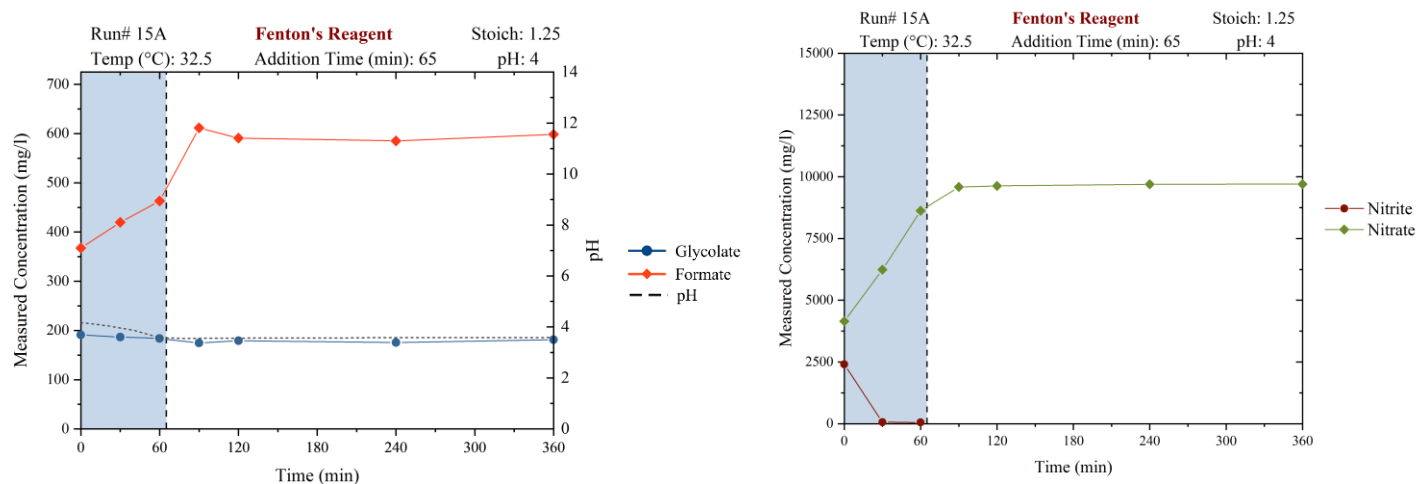 Run# 15A Fenton's Reagent Stoich: 1.25
Temp (°C): 32.5 Addition Time (min): 65 pH: 4
Measured Concentration (mg/l)
700
600
500
400
300
200
100
0
14
12
10
8
6
4
2
0
pH
0 60 120 180 240 300 360
Time (min)
Glycolate
Formate
pH
Run# 15A Fenton's Reagent Stoich: 1.25
Temp (°C): 32.5 Addition Time (min): 65 pH: 4
Measured Concentration (mg/l)
15000
12500
10000
7500
5000
2500
0
0 60 120 180 240 300 360
Time (min)
Nitrite
Nitrate